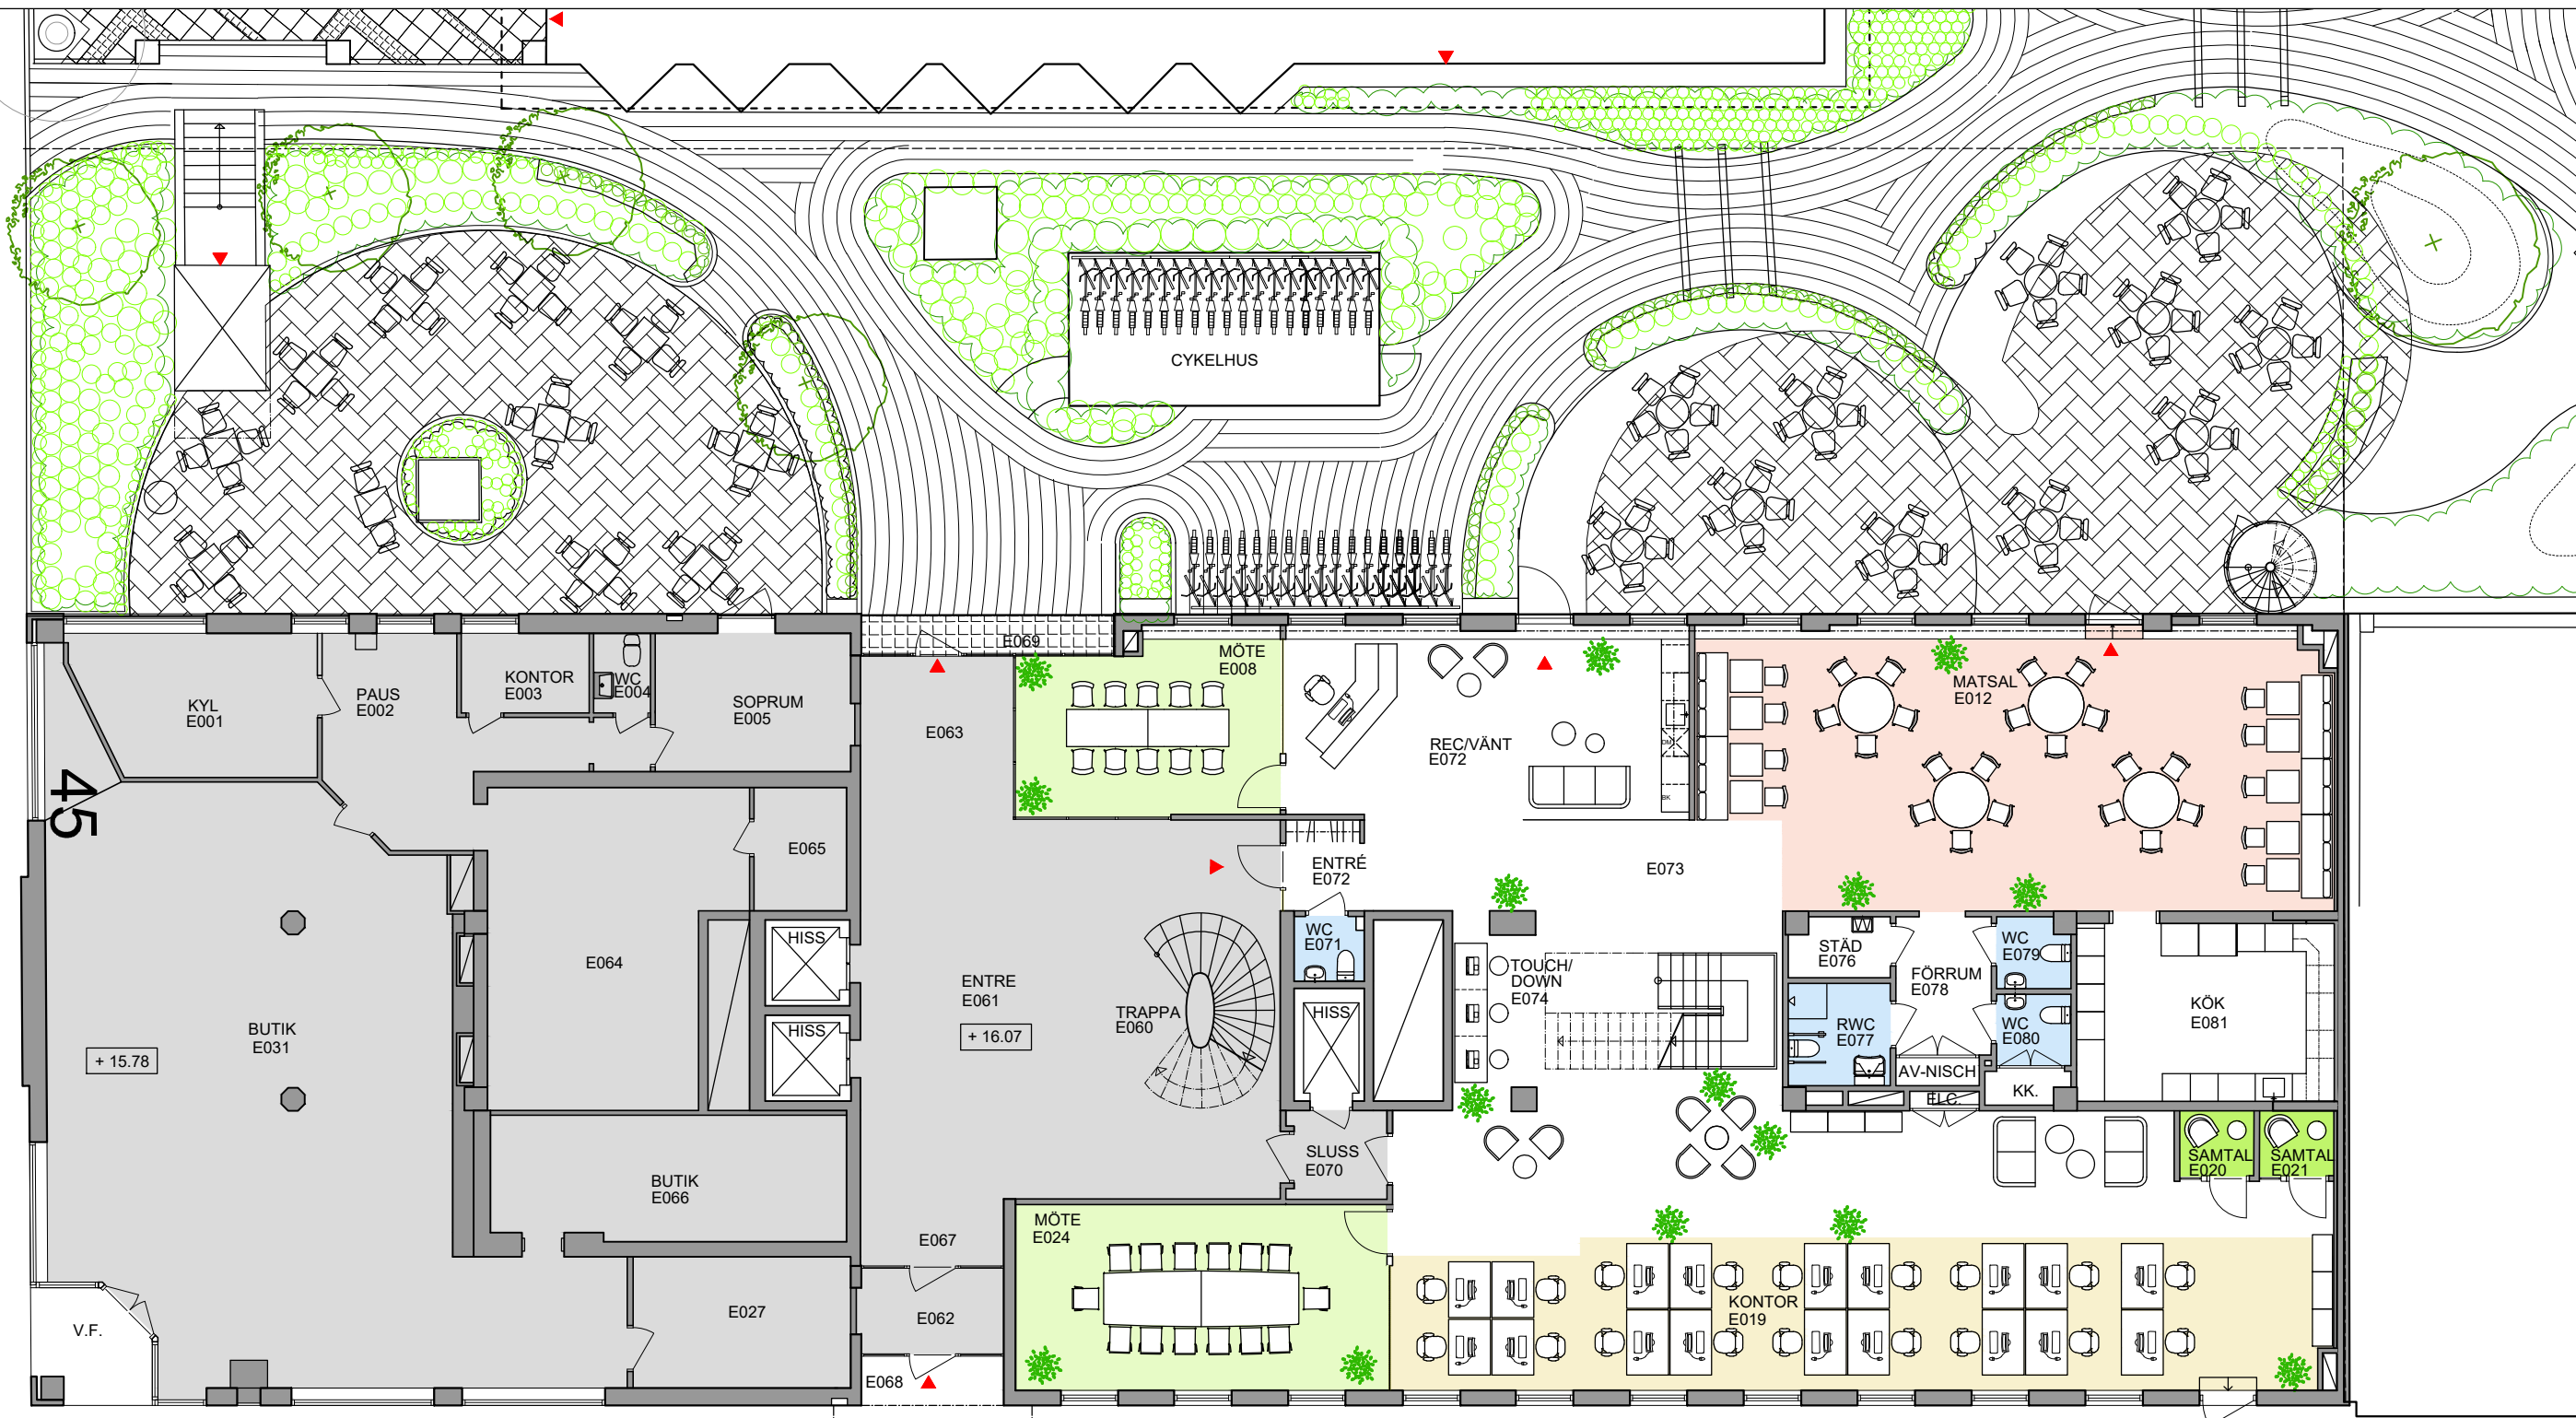 CYKELHUS
E069
MÖTE
E008
KONTOR
E003
WC
E004
PAUS
E002
KYL
E001
SOPRUM
E005
E063
REC/VÄNT
E072
DM
BK
MATSAL
E012
45
E065
ENTRÉ
E072
E073
HISS
WC
E071
STÄD
E076
WC
E079
E064
TOUCH/
DOWN
E074
FÖRRUM
E078
ENTRE
E061
+ 16.07
TRAPPA
E060
HISS
HISS
KÖK
E081
RWC
E077
WC
E080
BUTIK
E031
+ 15.78
AV-NISCH
KK.
ELC.
SLUSS
E070
SAMTAL
E020
SAMTAL
E021
BUTIK
E066
MÖTE
E024
E067
KONTOR
E019
E027
E062
V.F.
E068